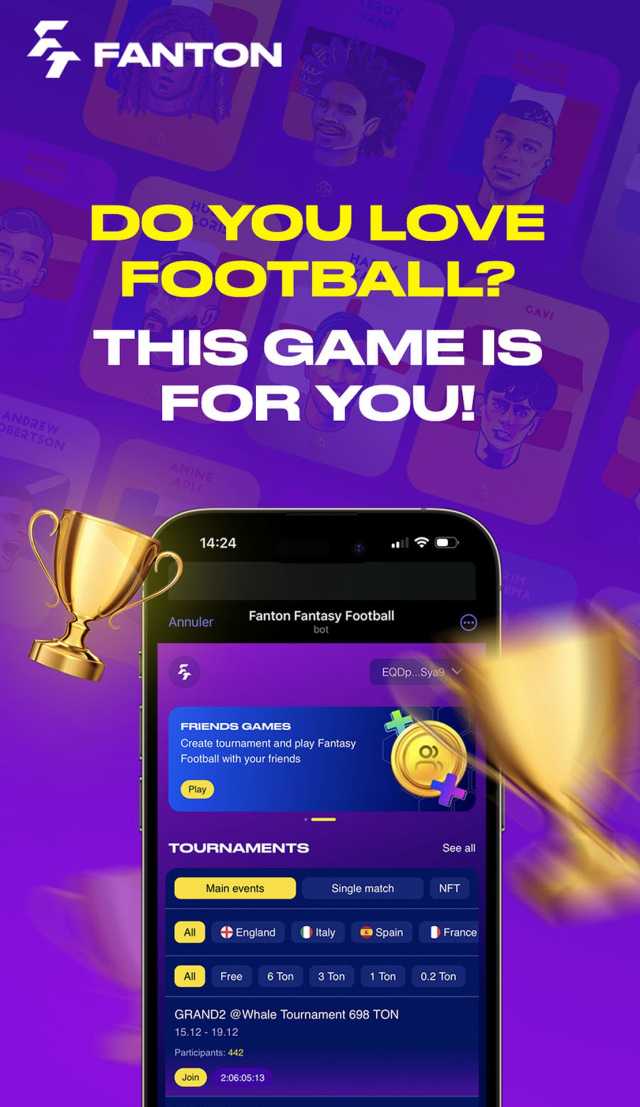 FANTON
DO YOU LOVE
FOOTBALL?
THIS GAME IS
FOR YOU!
GAVI
ANDREW
AMINE
ADLI
14:24
Annuler
Fanton Fantasy Football
bot
EQDp...Sya9
FRIENDS GAMES
Create tournament and play Fantasy
Football with your friends
Play
TOURNAMENTS
See all
Main events Single match NFT
All England Italy Spain France
All Free 6 Ton 3 Ton 1 Ton 0.2 Ton
GRAND2 @Whale Tournament 698 TON
15.12 - 19.12
Participants: 442
Join 2:06:05:13